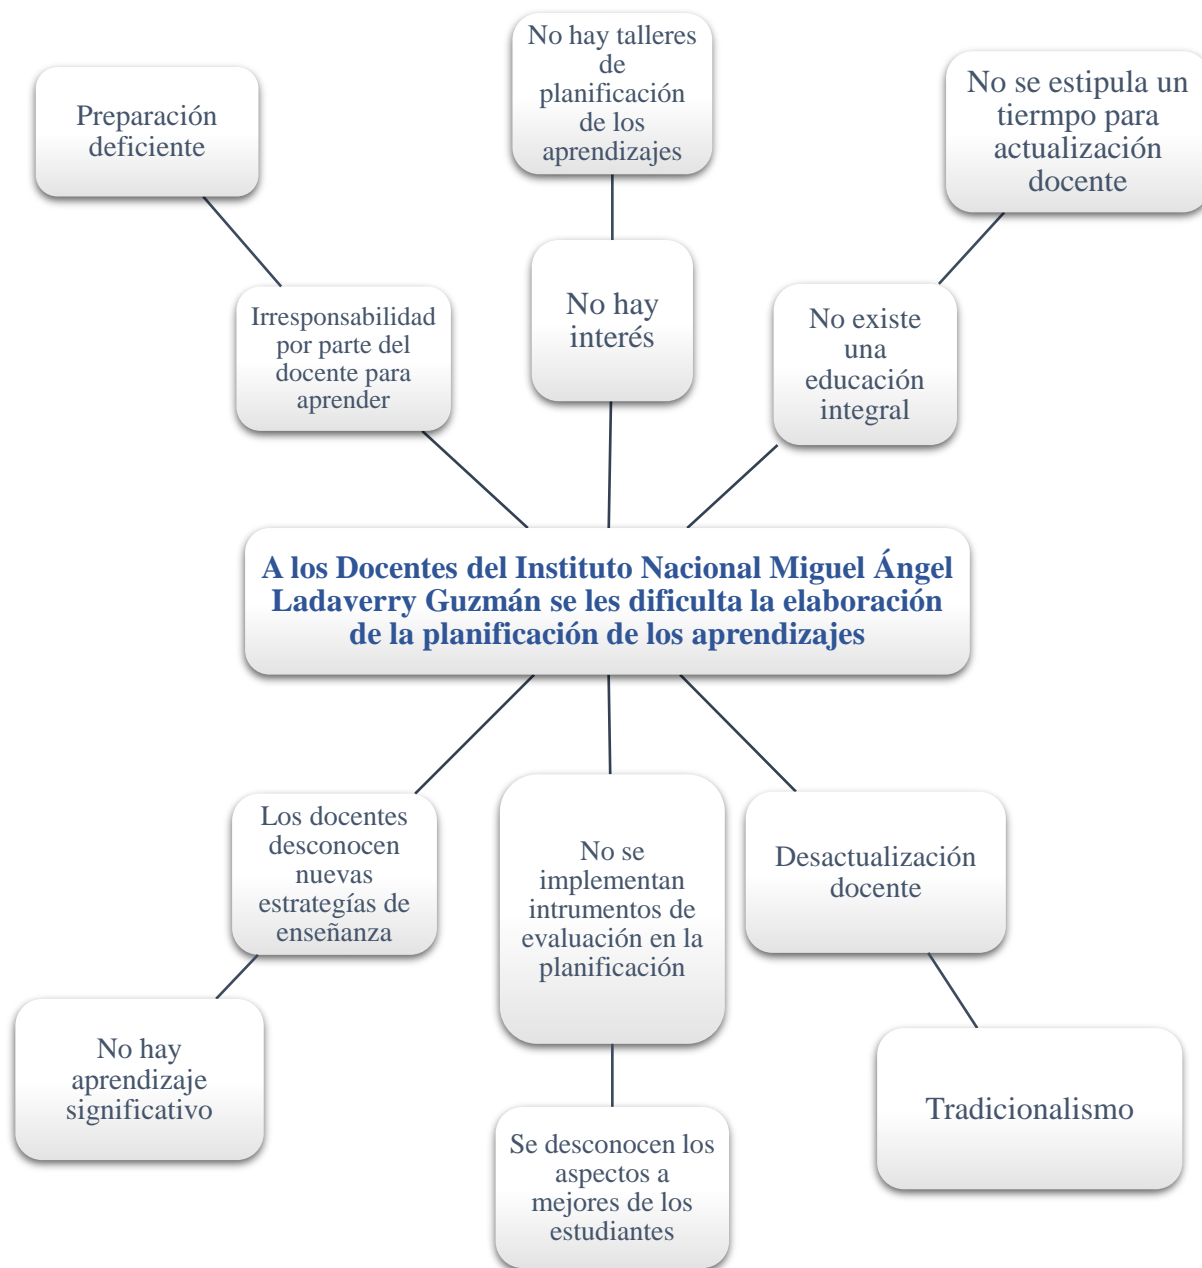 No hay talleres
de
planificación
de los
aprendizajes
No se estipula un
tiermpo para
actualización
docente
Preparación
deficiente
Irresponsabilidad
por parte del
docente para
aprender
No hay
interés
No existe
una
educación
integral
A los Docentes del Instituto Nacional Miguel Ángel
Ladaverry Guzmán se les dificulta la elaboración
de la planificación de los aprendizajes
Los docentes
desconocen
nuevas
estrategías de
enseñanza
No se
implementan
intrumentos de
evaluación en la
planificación
Desactualización
docente
No hay
aprendizaje
significativo
Se desconocen los
aspectos a
mejores de los
estudiantes
Tradicionalismo